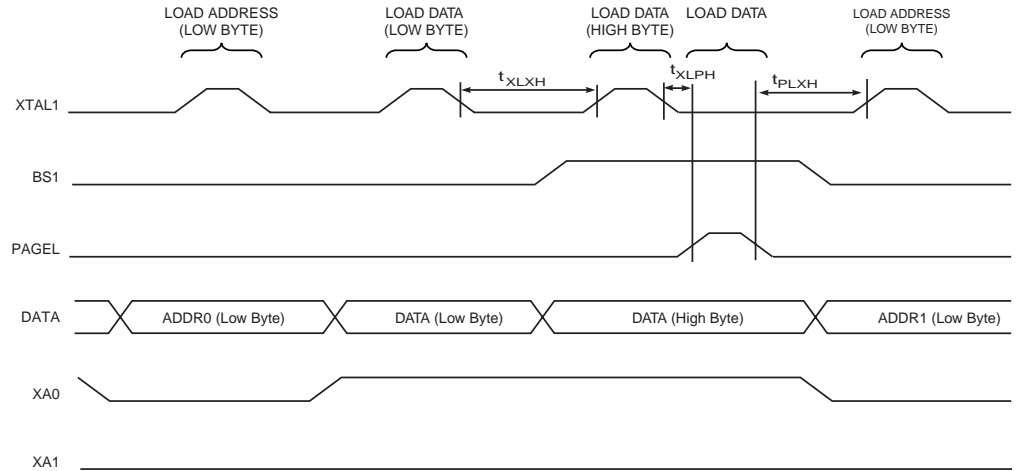 LOAD ADDRESS
(LOW BYTE)
LOAD DATA
(LOW BYTE)
LOAD DATA
(HIGH BYTE)
LOAD DATA
LOAD ADDRESS
(LOW BYTE)
tXLXH
tXLPH
tPLXH
XTAL1
BS1
PAGEL
DATA
ADDR0 (Low Byte)
DATA (Low Byte)
DATA (High Byte)
ADDR1 (Low Byte)
XA0
XA1